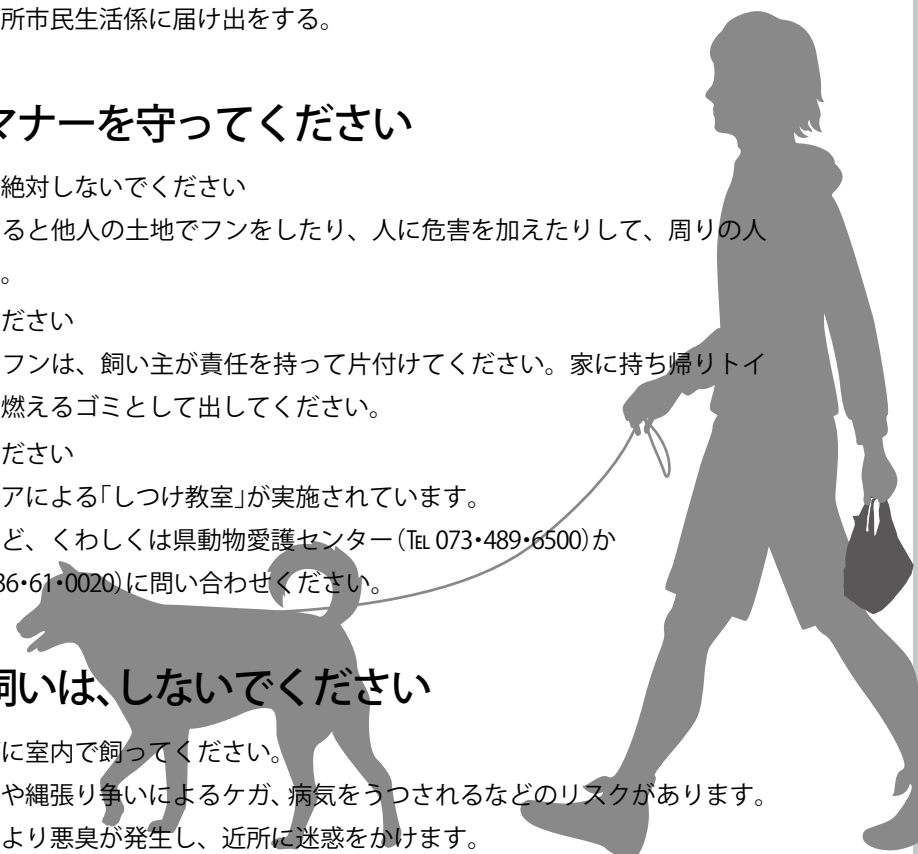 所市民生活係に届け出をする。
マナーを守ってください
絶対しないでください
ると他人の土地でフンをしたり、人に危害を加えたりして、周りの人
。
ださい
フンは、飼い主が責任を持って片付けてください。家に持ち帰りトイ
燃えるゴミとして出してください。
ださい
アによる「しつけ教室」が実施されています。
ど、くわしくは県動物愛護センター(℡ 073・489・6500)か
36・61・0020)に問い合わせください。
飼いは、しないでください
に室内で飼ってください。
や縄張り争いによるケガ、病気をうつされるなどのリスクがあります。
より悪臭が発生し、近所に迷惑をかけます。